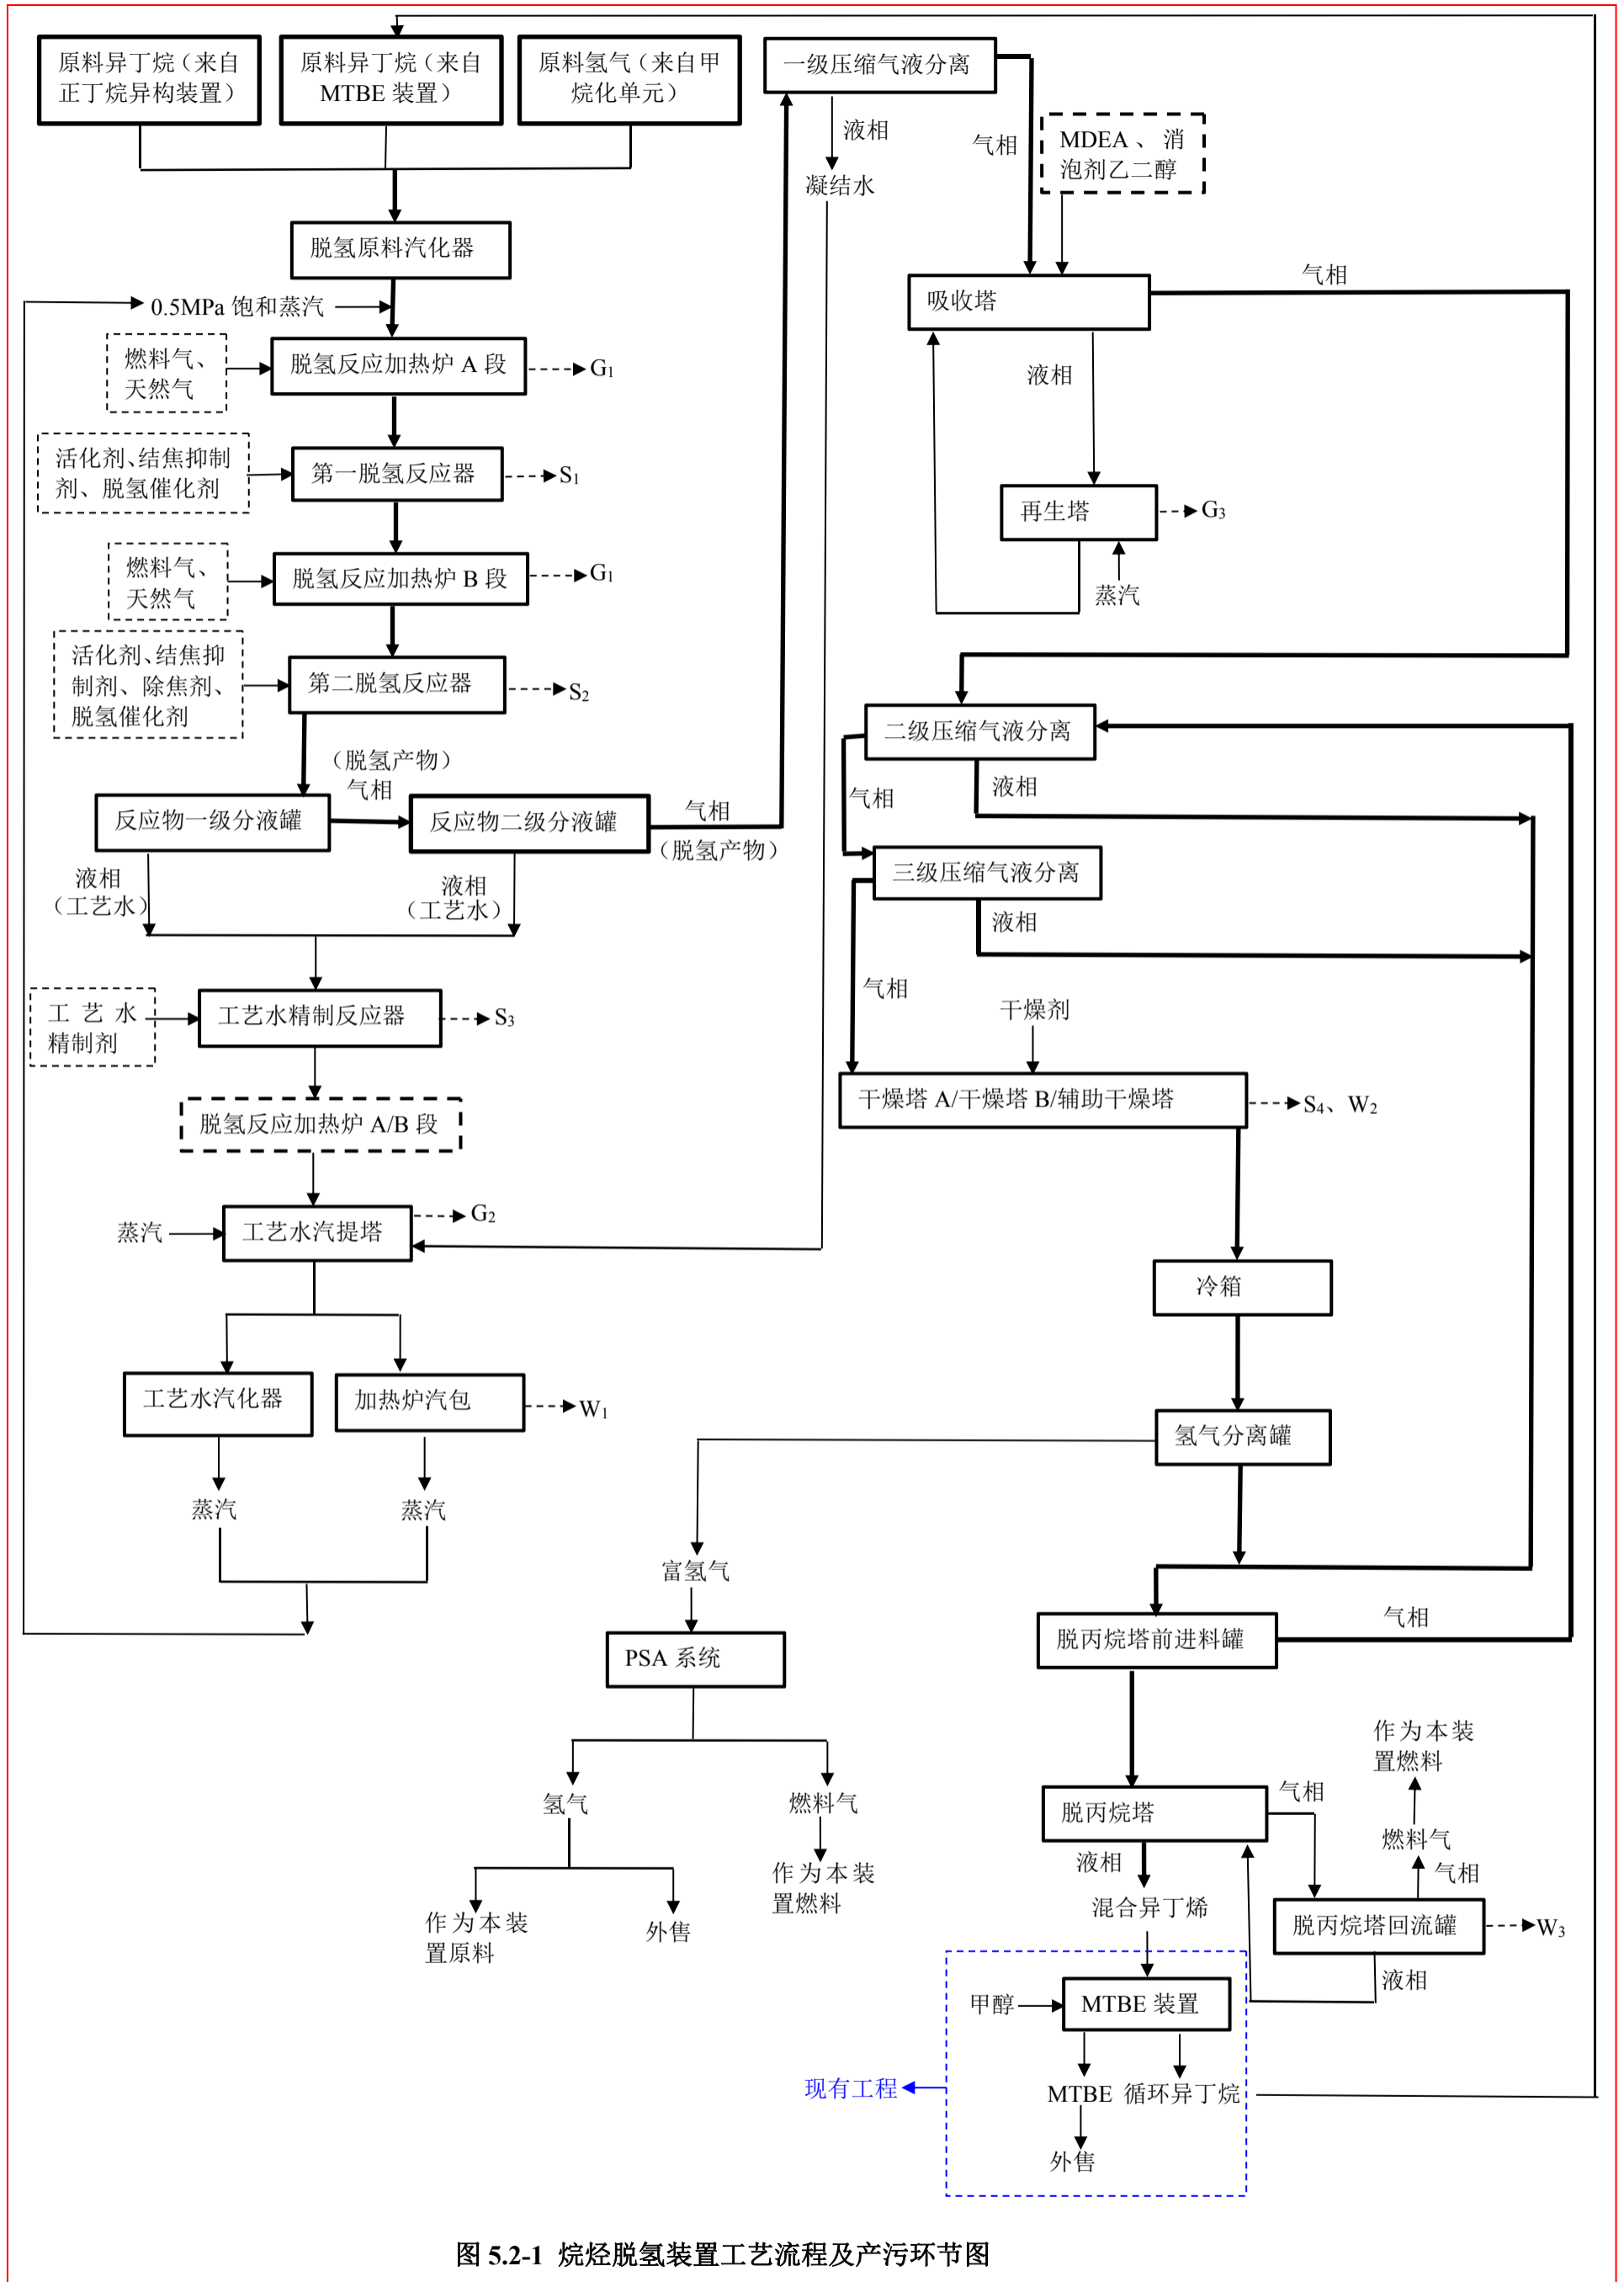 原料异丁烷（来自
正丁烷异构装置）
原料异丁烷（来自
MTBE 装置）
原料氢气（来自甲
烷化单元）
脱氢原料汽化器
0.5MPa 饱和蒸汽
燃料气、
天然气
脱氢反应加热炉 A 段
G1
活化剂、结焦抑制
剂、脱氢催化剂
第一脱氢反应器
S1
燃料气、
天然气
脱氢反应加热炉 B 段
G1
活化剂、结焦抑
制剂、除焦剂、
脱氢催化剂
第二脱氢反应器
S2
（脱氢产物）
气相
反应物一级分液罐
反应物二级分液罐
气相
（脱氢产物）
液相
（工艺水）
液相
（工艺水）
工艺水
精制剂
工艺水精制反应器
S3
脱氢反应加热炉 A/B 段
蒸汽
工艺水汽提塔
G2
工艺水汽化器
加热炉汽包
W1
蒸汽
蒸汽
一级压缩气液分离
液相
凝结水
气相
MDEA、消
泡剂乙二醇
吸收塔
气相
液相
再生塔
G3
蒸汽
二级压缩气液分离
气相
液相
三级压缩气液分离
液相
气相
干燥剂
干燥塔 A/干燥塔 B/辅助干燥塔
S4、W2
冷箱
氢气分离罐
富氢气
PSA 系统
氢气
燃料气
作为本装
置原料
外售
作为本装
置燃料
脱丙烷塔前进料罐
气相
脱丙烷塔
气相
液相
混合异丁烯
作为本装
置燃料
燃料气
气相
脱丙烷塔回流罐
W3
液相
甲醇
MTBE 装置
现有工程
MTBE
循环异丁烷
外售
图 5.2-1 烷烃脱氢装置工艺流程及产污环节图